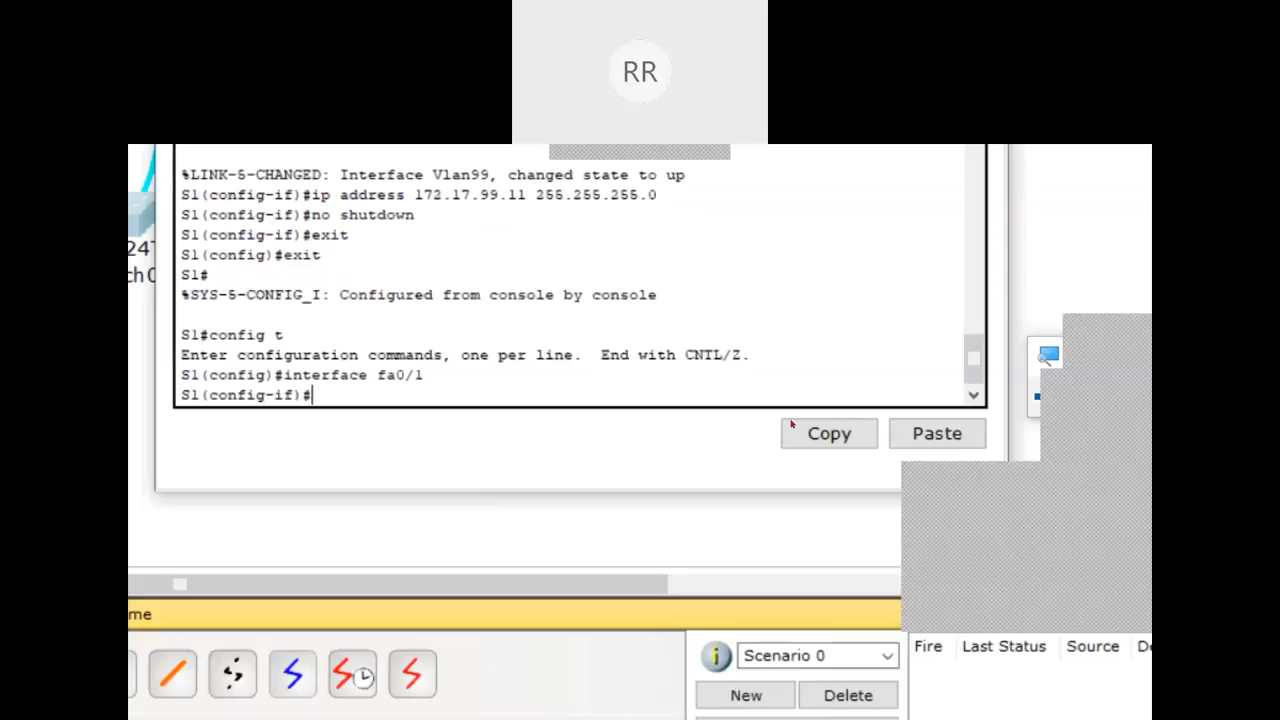 RR
%LINK-5-CHANGED: Interface Vlan99, changed state to up
S1(config-if)#ip address 172.17.99.11 255.255.255.0
S1(config-if)#no shutdown
S1(config-if)#exit
S1(config)#exit
S1#
%SYS-5-CONFIG_I: Configured from console by console
S1#config t
Enter configuration commands, one per line.  End with CNTL/Z.
S1(config)#interface fa0/1
S1(config-if)#
Copy Paste
me
Scenario 0
New Delete
Fire Last Status Source